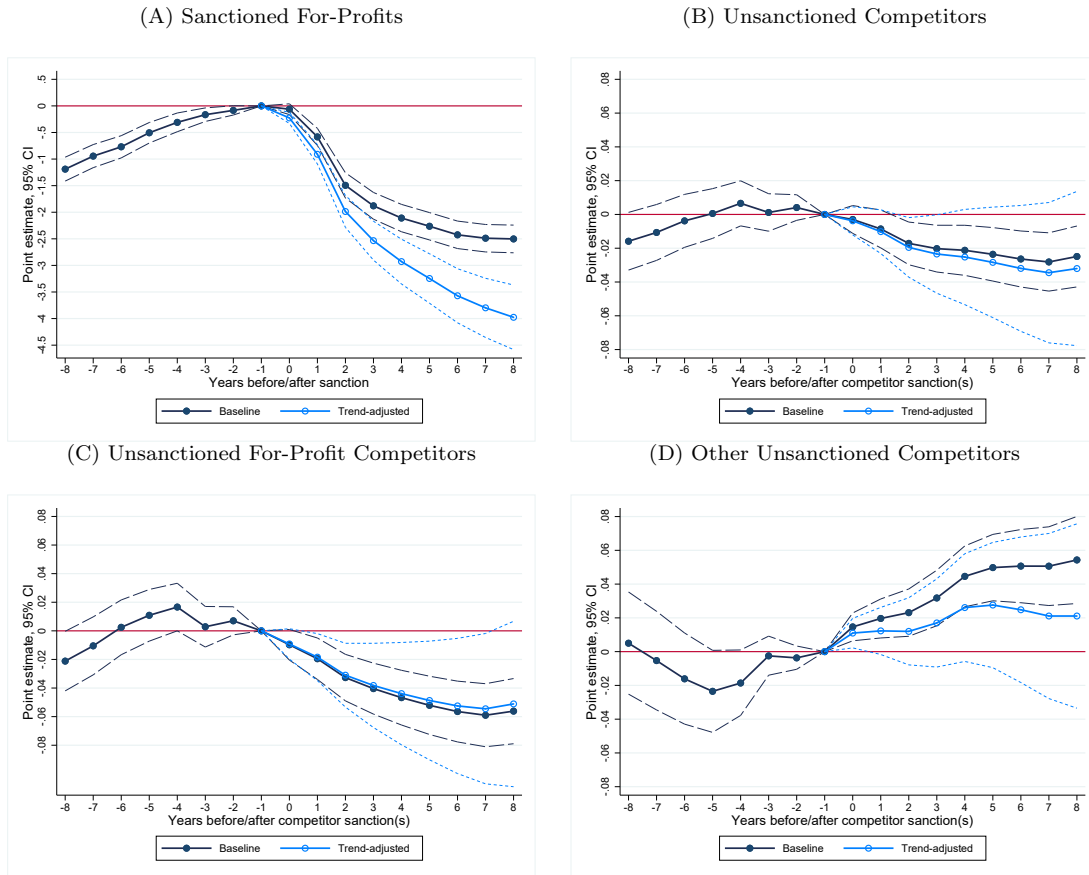 (A) Sanctioned For-Profits
Point estimate, 95% CI
.5
0
-.5
-1
-1.5
-2
-2.5
-3
-3.5
-4
-4.5
-8 -7 -6 -5 -4 -3 -2 -1 0 1 2 3 4 5 6 7 8
Years before/after sanction
Baseline Trend-adjusted
(B) Unsanctioned Competitors
Point estimate, 95% CI
.08
.06
.04
.02
0
-.02
-.04
-.06
-.08
-8 -7 -6 -5 -4 -3 -2 -1 0 1 2 3 4 5 6 7 8
Years before/after competitor sanction(s)
Baseline Trend-adjusted
(C) Unsanctioned For-Profit Competitors
Point estimate, 95% CI
.08
.06
.04
.02
0
-.02
-.04
-.06
-.08
-8 -7 -6 -5 -4 -3 -2 -1 0 1 2 3 4 5 6 7 8
Years before/after competitor sanction(s)
Baseline Trend-adjusted
(D) Other Unsanctioned Competitors
Point estimate, 95% CI
.08
.06
.04
.02
0
-.02
-.04
-.06
-.08
-8 -7 -6 -5 -4 -3 -2 -1 0 1 2 3 4 5 6 7 8
Years before/after competitor sanction(s)
Baseline Trend-adjusted